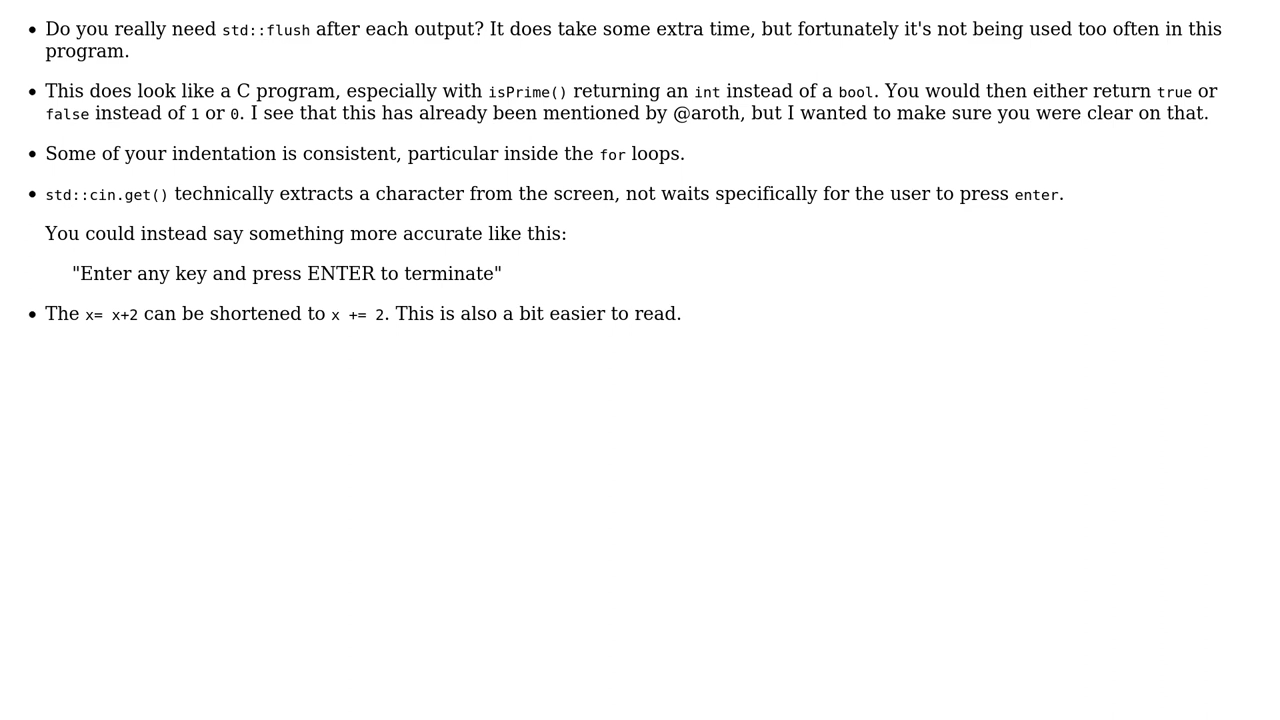 Do you really need std::flush after each output? It does take some extra time, but fortunately it's not being used too often in this
program.
This does look like a C program, especially with isPrime() returning an int instead of a bool. You would then either return true or
false instead of 1 or 0. I see that this has already been mentioned by @aroth, but I wanted to make sure you were clear on that.
Some of your indentation is consistent, particular inside the for loops.
std::cin.get() technically extracts a character from the screen, not waits specifically for the user to press enter.
You could instead say something more accurate like this:
"Enter any key and press ENTER to terminate"
The x= x+2 can be shortened to x += 2. This is also a bit easier to read.